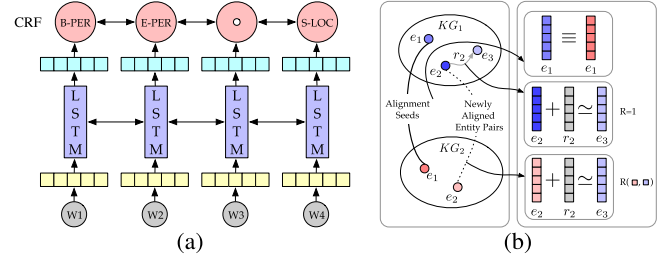 CRF
B-PER E-PER O S-LOC
L S T M L S T M L S T M L S T M
W1 W2 W3 W4
(a)
KG1
e1
r2
e2
e3
Alignment
Seeds
Newly
Aligned
Entity Pairs
KG2
e1
e2
≡
e1 e1
+ ≃ R=1
e2 r2 e3
+ ≃ R( , )
e2 r2 e3
(b)